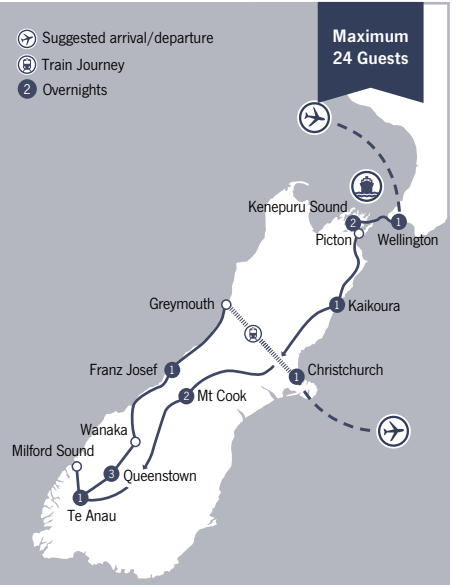 Suggested arrival/departure
Train Journey
2 Overnights
Maximum
24 Guests
Kenepuru Sound
2
1
Picton
Wellington
Greymouth
1 Kaikoura
Franz Josef 1
1 Christchurch
2 Mt Cook
Wanaka
Milford Sound
3 Queenstown
1
Te Anau